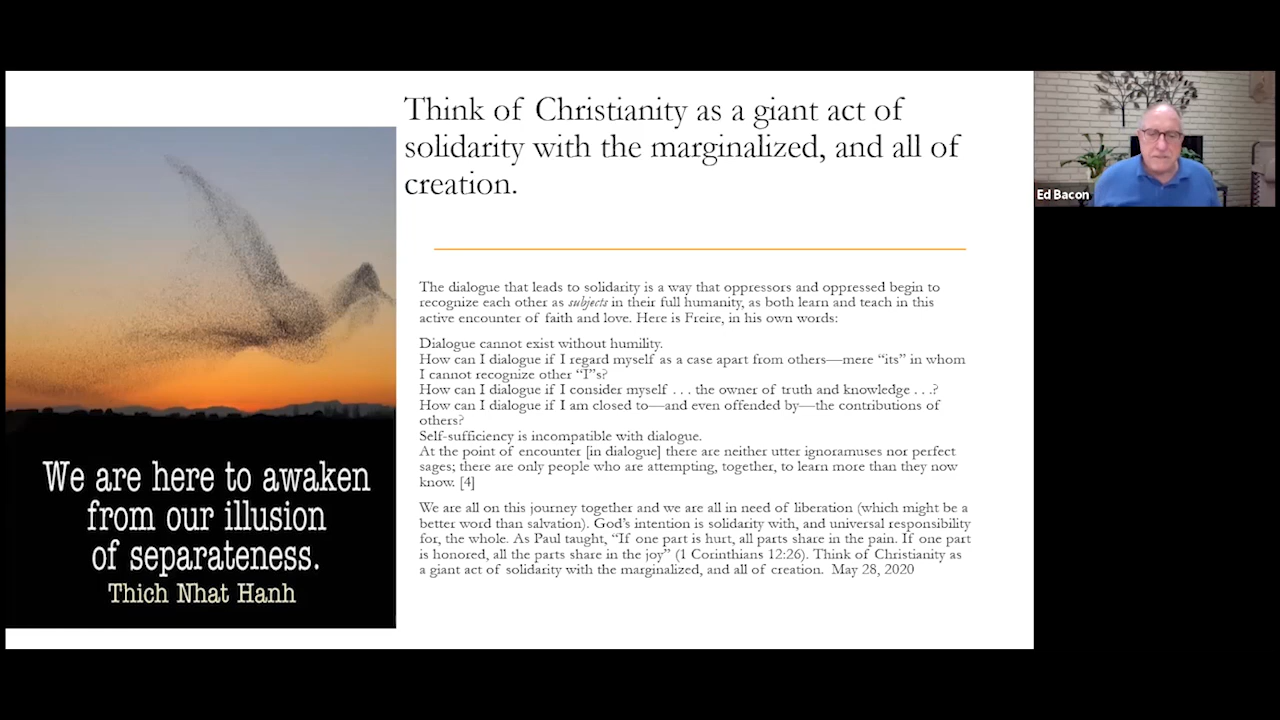 Think of Christianity as a giant act of
solidarity with the marginalized, and all of
creation.
The dialogue that leads to solidarity is a way that oppressors and oppressed begin to
recognize each other as subjects in their full humanity, as both learn and teach in this
active encounter of faith and love. Here is Freire, in his own words:
Dialogue cannot exist without humility.
How can I dialogue if I regard myself as a case apart from others—mere “its” in whom
I cannot recognize other “I”s?
How can I dialogue if I consider myself . . . the owner of truth and knowledge . . .?
How can I dialogue if I am closed to—and even offended by—the contributions of
others?
Self-sufficiency is incompatible with dialogue.
At the point of encounter [in dialogue] there are neither utter ignoramuses nor perfect
sages; there are only people who are attempting, together, to learn more than they now
know. [4]
We are all on this journey together and we are all in need of liberation (which might be a
better word than salvation). God’s intention is solidarity with, and universal responsibility
for, the whole. As Paul taught, “If one part is hurt, all parts share in the pain. If one part
is honored, all the parts share in the joy” (1 Corinthians 12:26). Think of Christianity as
a giant act of solidarity with the marginalized, and all of creation. May 28, 2020
We are here to awaken
from our illusion
of separateness.
Thich Nhat Hanh
Ed Bacon